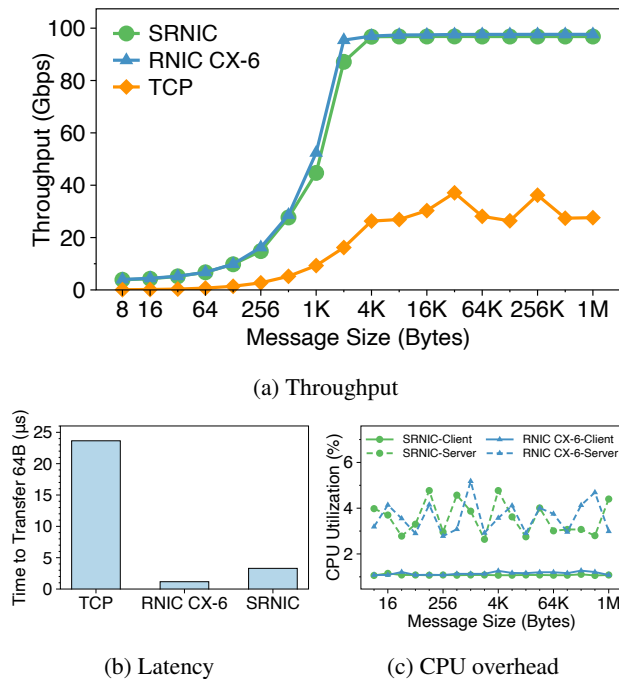 100
80
60
40
20
0
Throughput (Gbps)
SRNIC
RNIC CX-6
TCP
8 16 64 256 1K 4K 16K 64K 256K 1M
Message Size (Bytes)
(a) Throughput
25
20
15
10
5
0
Time to Transfer 64B (µs)
TCP RNIC CX-6 SRNIC
(b) Latency
SRNIC-Client RNIC CX-6-Client
SRNIC-Server RNIC CX-6-Server
6
4
2
CPU Utilization (%)
16 256 4K 64K 1M
Message Size (Bytes)
(c) CPU overhead